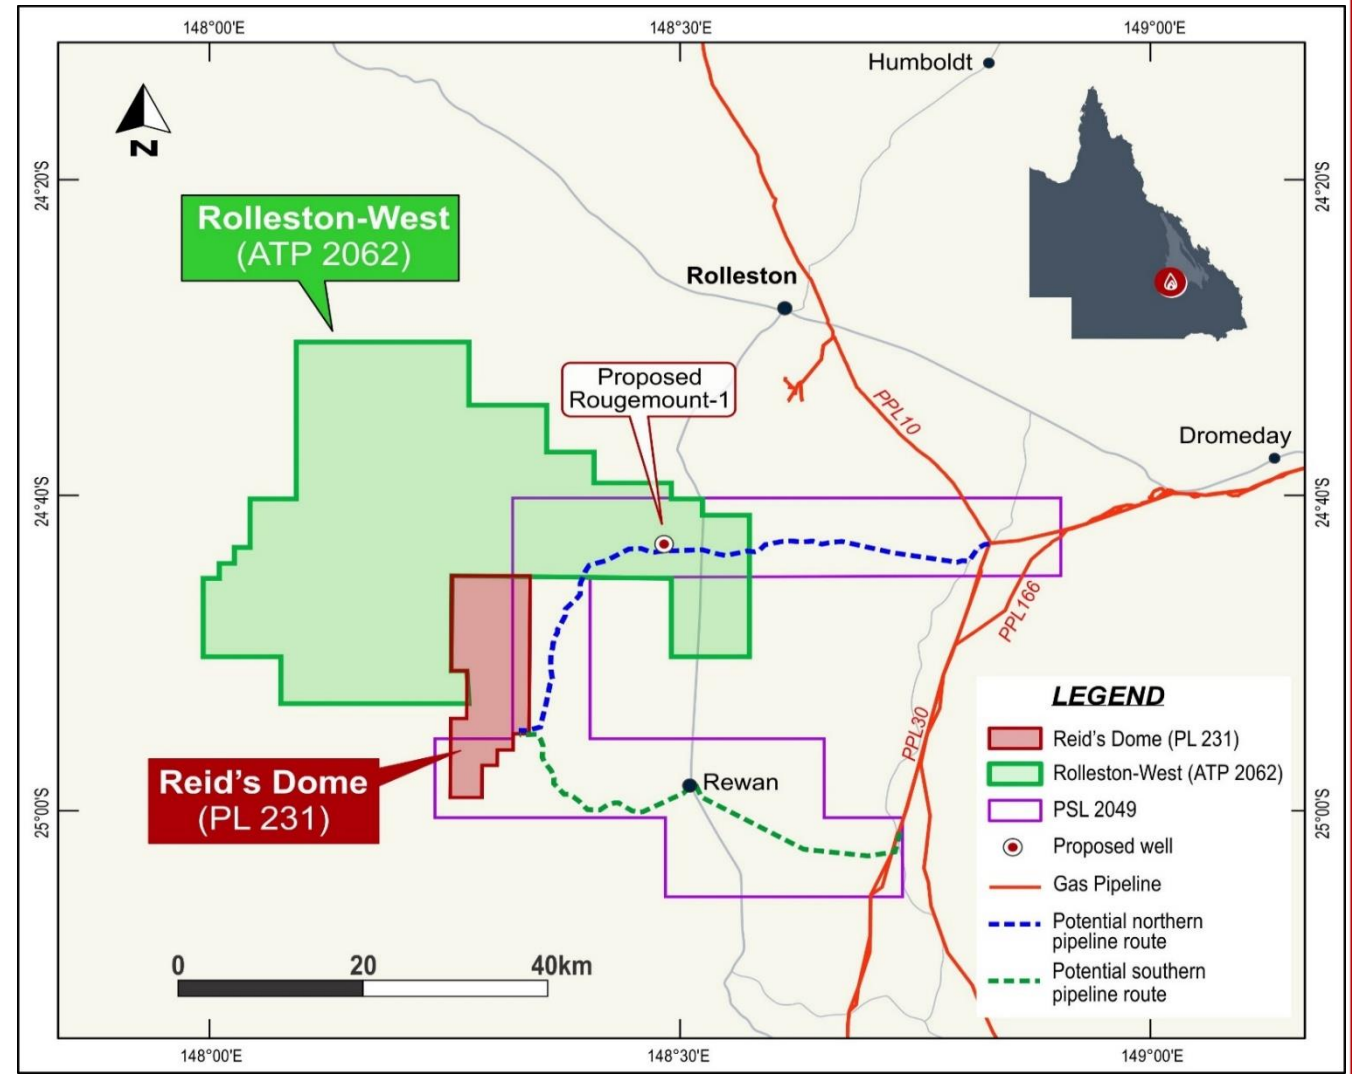 148°00'E
148°30'E
149°00'E
Humboldt
N
24°20'S
24°20'S
Rolleston-West
(ATP 2062)
Rolleston
Proposed
Rougemount-1
PPL10
Dromeday
24°40'S
24°40'S
PPL166
PPL30
Reid's Dome
(PL 231)
Rewan
25°00'S
25°00'S
LEGEND
Reid's Dome (PL 231)
Rolleston-West (ATP 2062)
PSL 2049
Proposed well
Gas Pipeline
Potential northern
pipeline route
Potential southern
pipeline route
0 20 40km
148°00'E
148°30'E
149°00'E